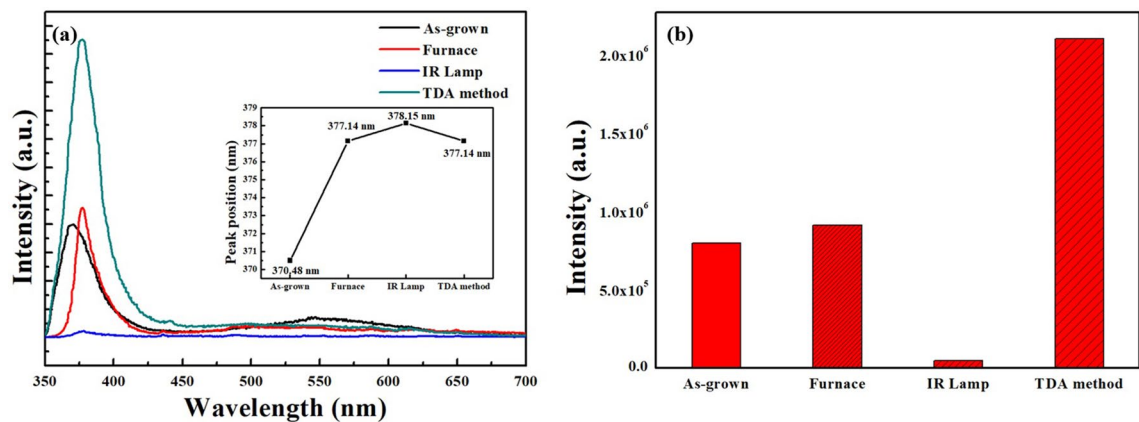 (a)
As-grown
Furnace
IR Lamp
TDA method
Intensity (a.u.)
Peak position (nm)
379
378
377
376
375
374
373
372
371
370
370.48 nm
377.14 nm
378.15 nm
377.14 nm
As-grown Furnace IR Lamp TDA method
350 400 450 500 550 600 650 700
Wavelength (nm)
(b)
Intensity (a.u.)
2.0x10⁶
1.5x10⁶
1.0x10⁶
5.0x10⁵
0.0
As-grown Furnace IR Lamp TDA method